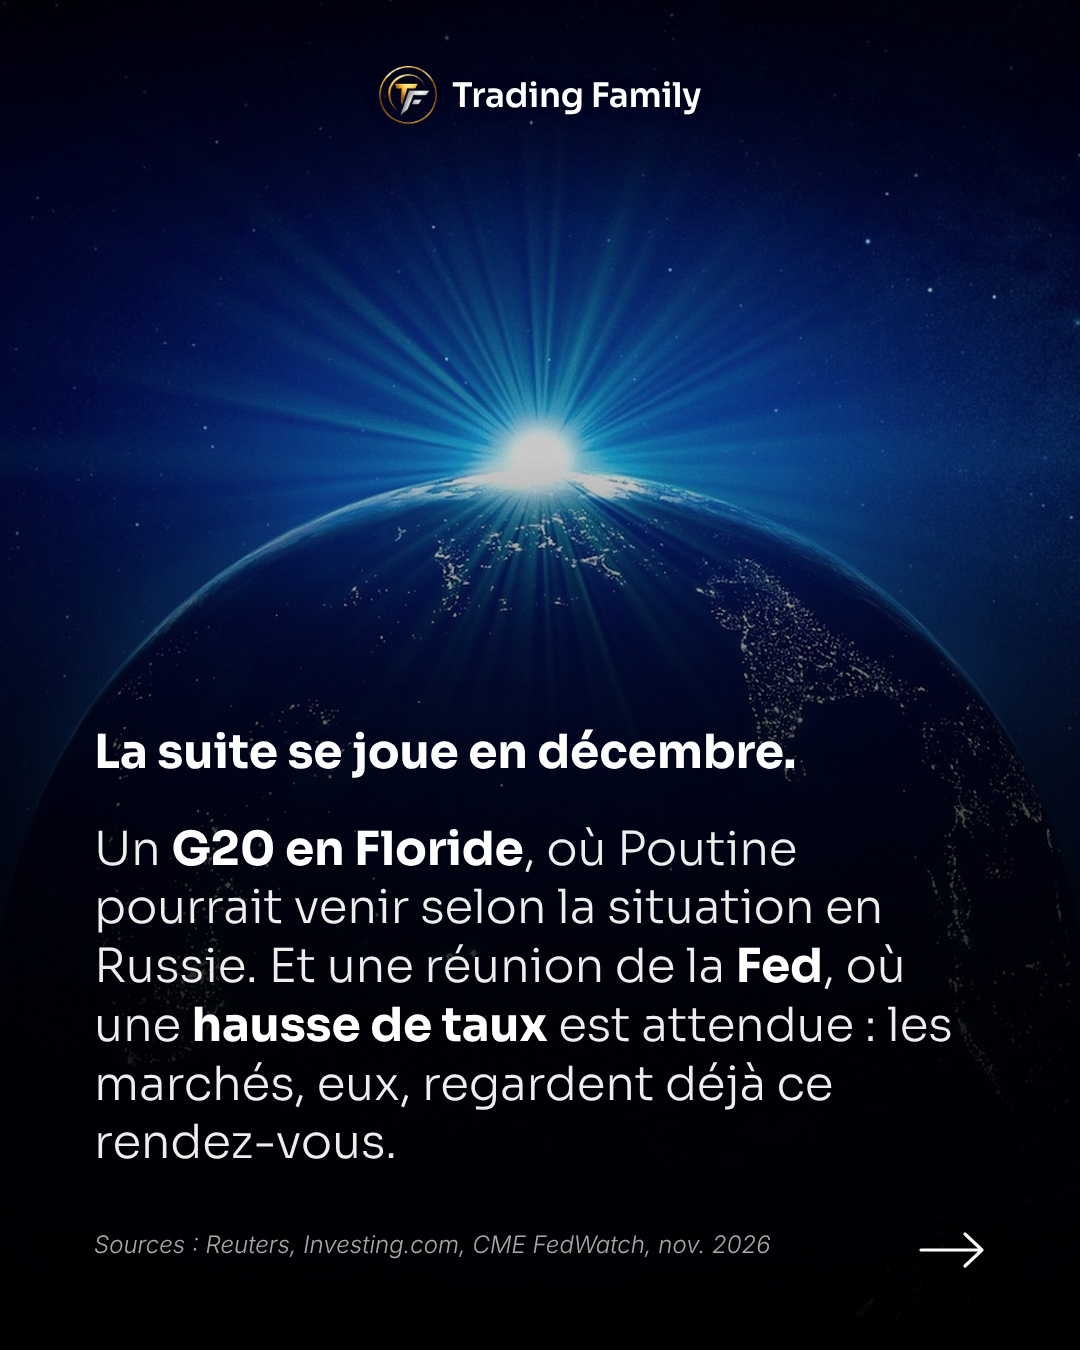 TF
Trading Family
La suite se joue en décembre.
Un G20 en Floride, où Poutine
pourrait venir selon la situation en
Russie. Et une réunion de la Fed, où
une hausse de taux est attendue : les
marchés, eux, regardent déjà ce
rendez-vous.
Sources : Reuters, Investing.com, CME FedWatch, nov. 2026